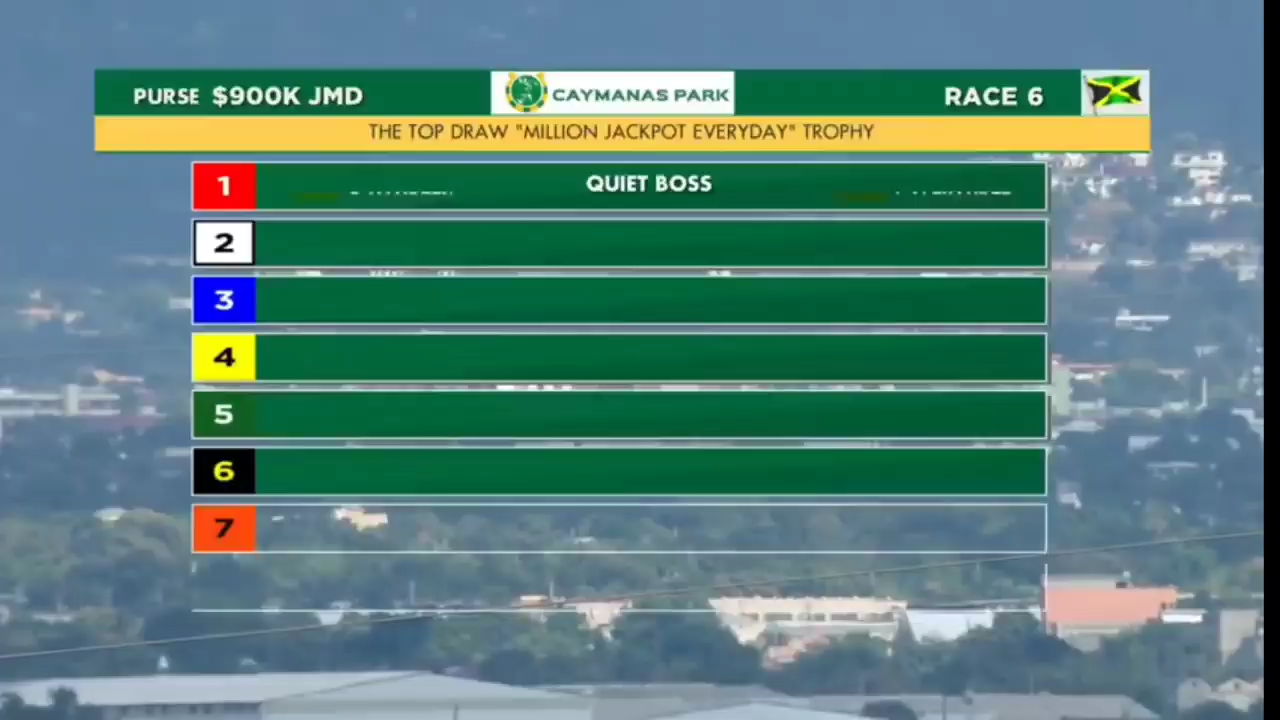 PURSE $900K JMD
CAYMANAS PARK
RACE 6
THE TOP DRAW "MILLION JACKPOT EVERYDAY" TROPHY
1 QUIET BOSS
2
3
4
5
6
7